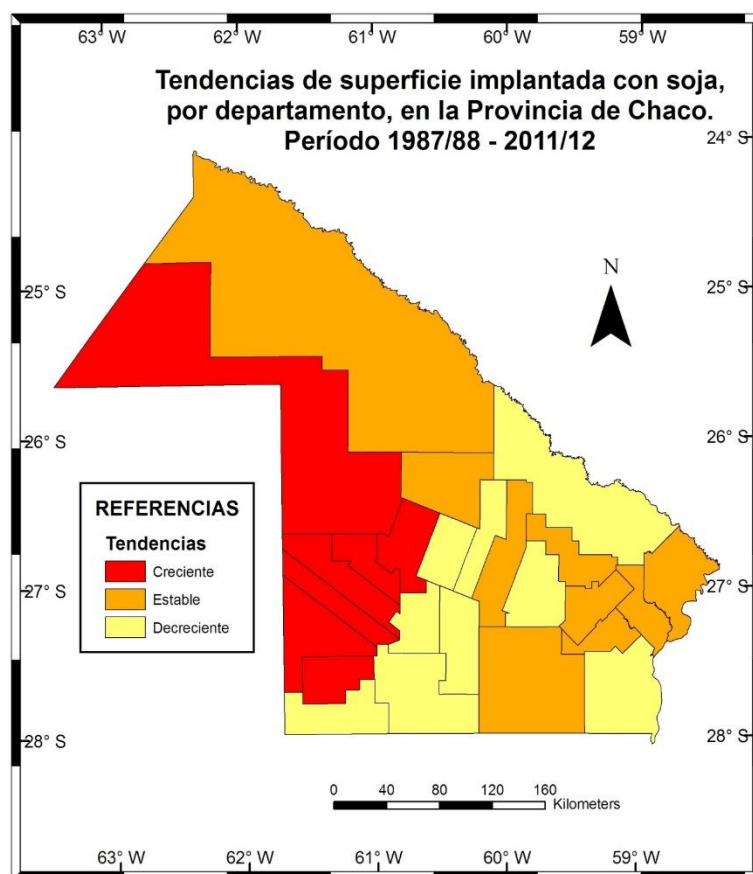 63° W 62° W 61° W 60° W 59° W
Tendencias de superficie implantada con soja,
por departamento, en la Provincia de Chaco.
Período 1987/88 - 2011/12
24° S
N
25° S 25° S
26° S 26° S
REFERENCIAS
Tendencias
Creciente
Estable
Decreciente
27° S 27° S
28° S 28° S
0 40 80 120 160
Kilometers
63° W 62° W 61° W 60° W 59° W